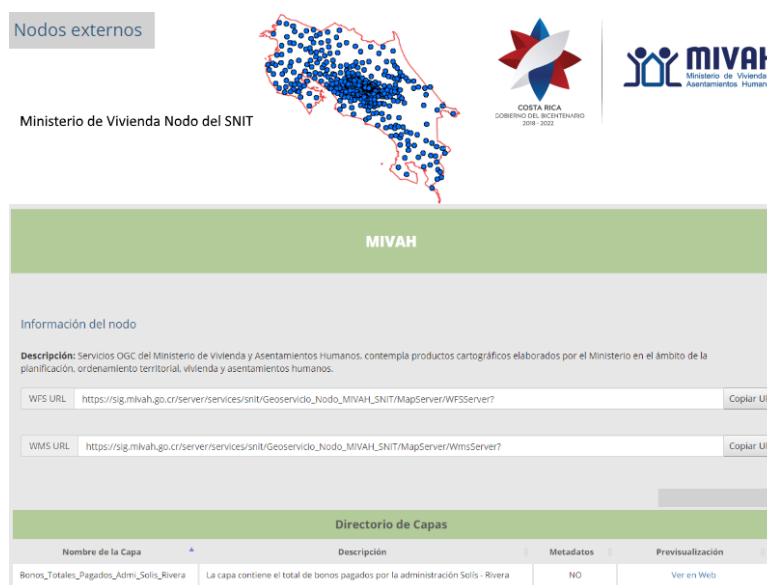 Nodos externos
Ministerio de Vivienda Nodo del SNIT
COSTA RICA
GOBIERNO DEL BICENTENARIO
2018 - 2022
MIVAH
Ministerio de Vivienda
Asentamientos Human
MIVAH
Información del nodo
Descripción: Servicios OGC del Ministerio de Vivienda y Asentamientos Humanos, contempla productos cartográficos elaborados por el Ministerio en el ámbito de la
planificación, ordenamiento territorial, vivienda y asentamientos humanos.
WFS URL https://sig.mivah.go.cr/server/services/snit/Geoservicio_Nodo_MIVAH_SNIT/MapServer/WFSServer? Copiar U
WMS URL https://sig.mivah.go.cr/server/services/snit/Geoservicio_Nodo_MIVAH_SNIT/MapServer/WmsServer? Copiar U
Directorio de Capas
Nombre de la Capa Descripción Metadatos Previsualización
Bonos_Totales_Pagados_Admi_Solis_Rivera La capa contiene el total de bonos pagados por la administración Solís - Rivera NO Ver en Web